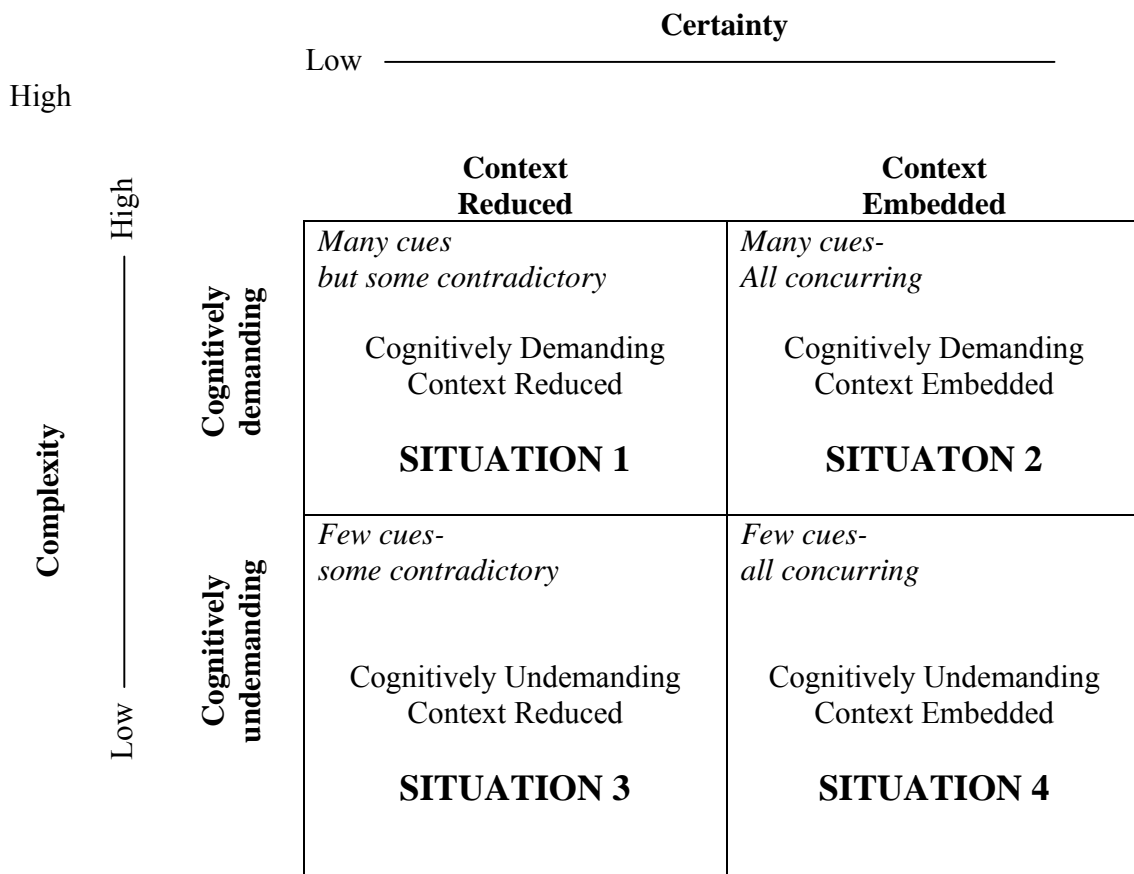 Certainty
Low
High
Context
Reduced
Context
Embedded
High
Low
Complexity
Cognitively
demanding
Many cues
but some contradictory
Cognitively Demanding
Context Reduced
SITUATION 1
Many cues-
All concurring
Cognitively Demanding
Context Embedded
SITUATON 2
Cognitively
undemanding
Few cues-
some contradictory
Cognitively Undemanding
Context Reduced
SITUATION 3
Few cues-
all concurring
Cognitively Undemanding
Context Embedded
SITUATION 4